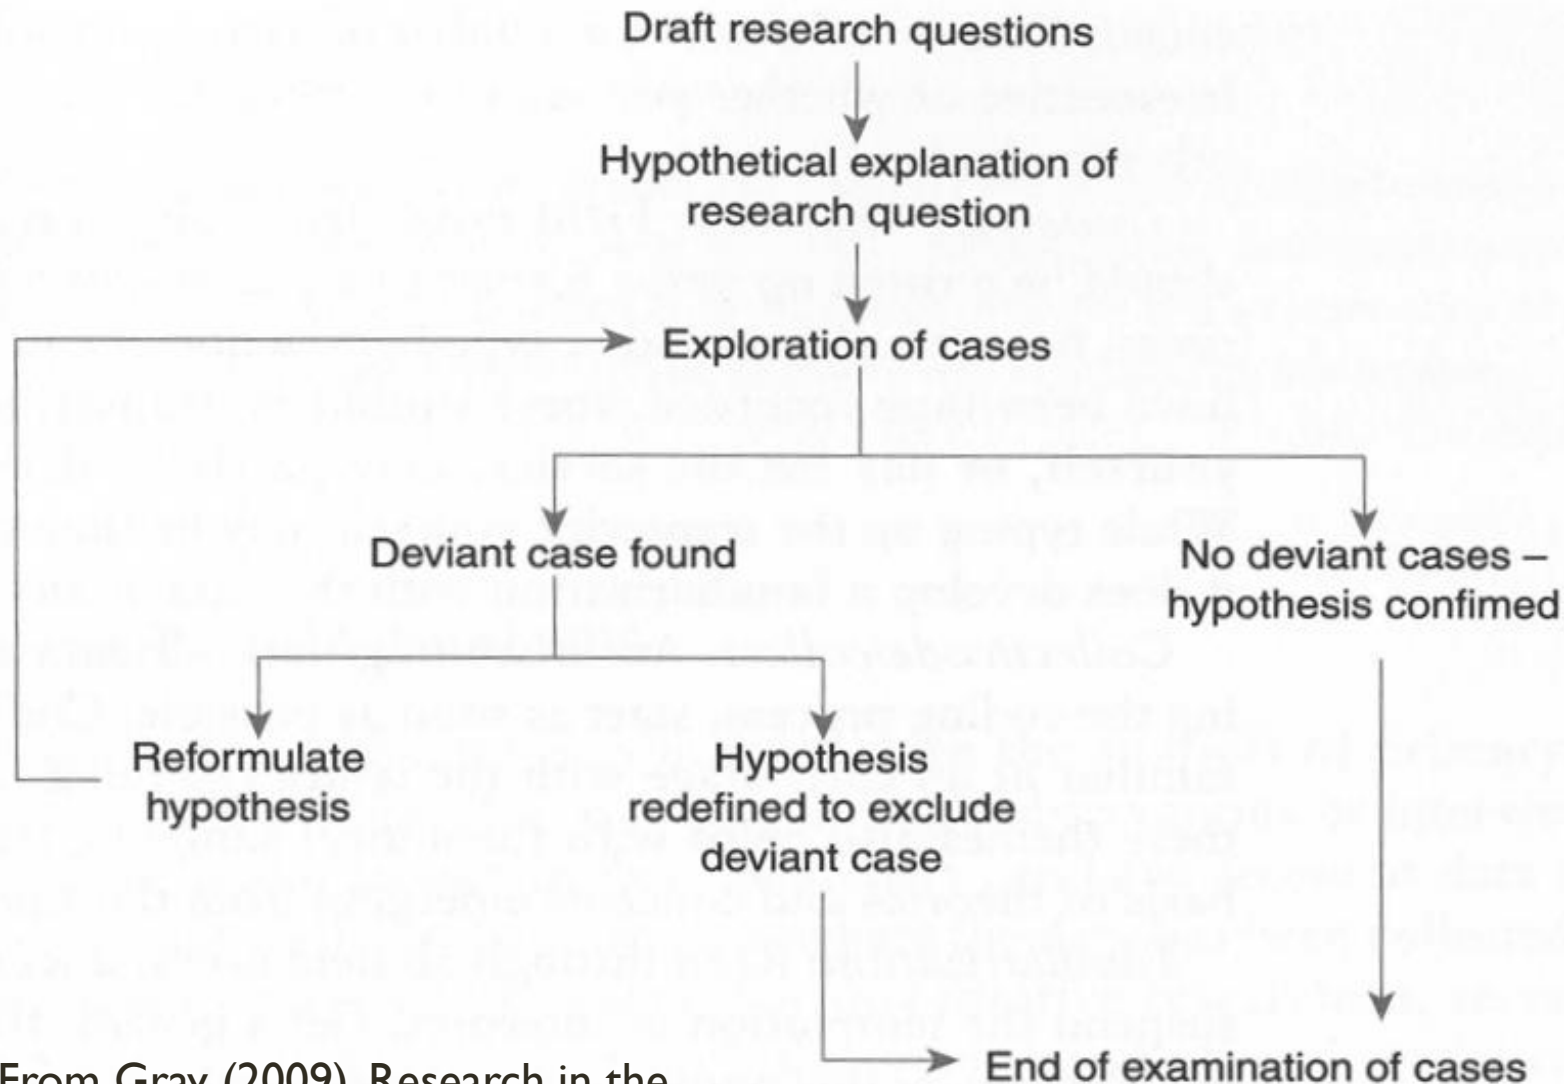 Draft research questions
Hypothetical explanation of
research question
Exploration of cases
Deviant case found
No deviant cases –
hypothesis confimed
Reformulate
hypothesis
Hypothesis
redefined to exclude
deviant case
End of examination of cases
From Gray (2009), Research in the